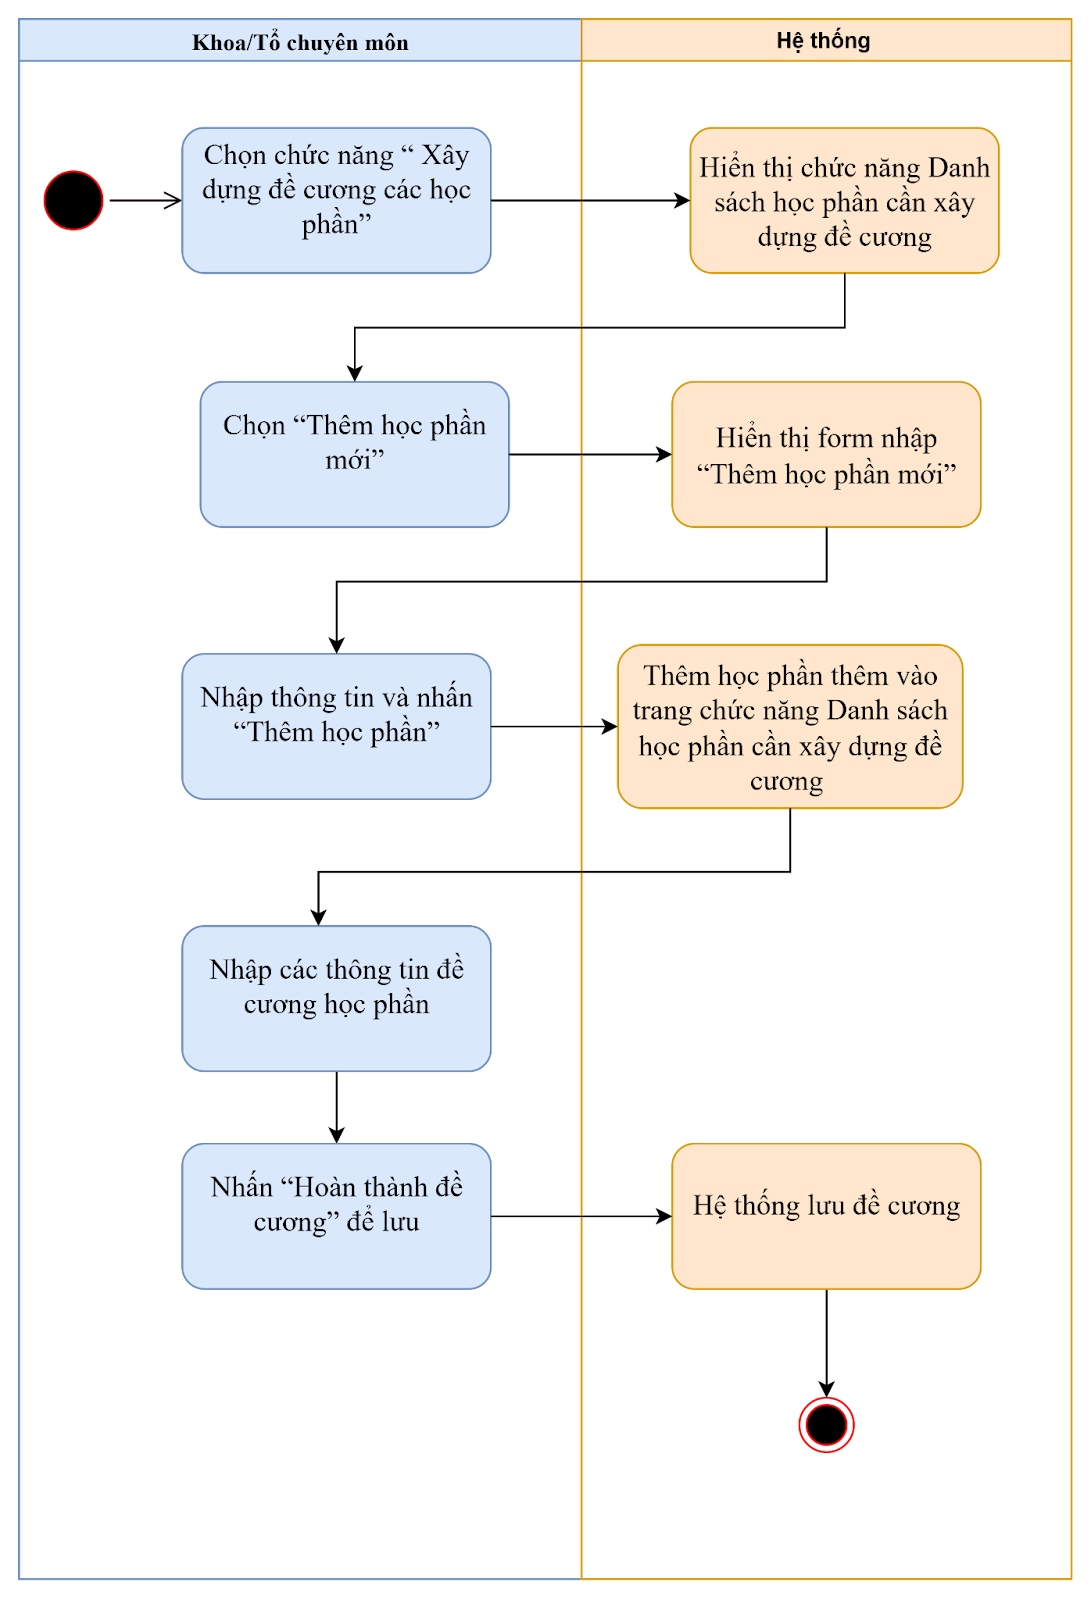 Khoa/Tổ chuyên môn
Hệ thống
Chọn chức năng “ Xây
dựng đề cương các học
phần”
Hiển thị chức năng Danh
sách học phần cần xây
dựng đề cương
Chọn “Thêm học phần
mới”
Hiển thị form nhập
“Thêm học phần mới”
Nhập thông tin và nhấn
“Thêm học phần”
Thêm học phần thêm vào
trang chức năng Danh sách
học phần cần xây dựng đề
cương
Nhập các thông tin đề
cương học phần
Nhấn “Hoàn thành đề
cương” để lưu
Hệ thống lưu đề cương